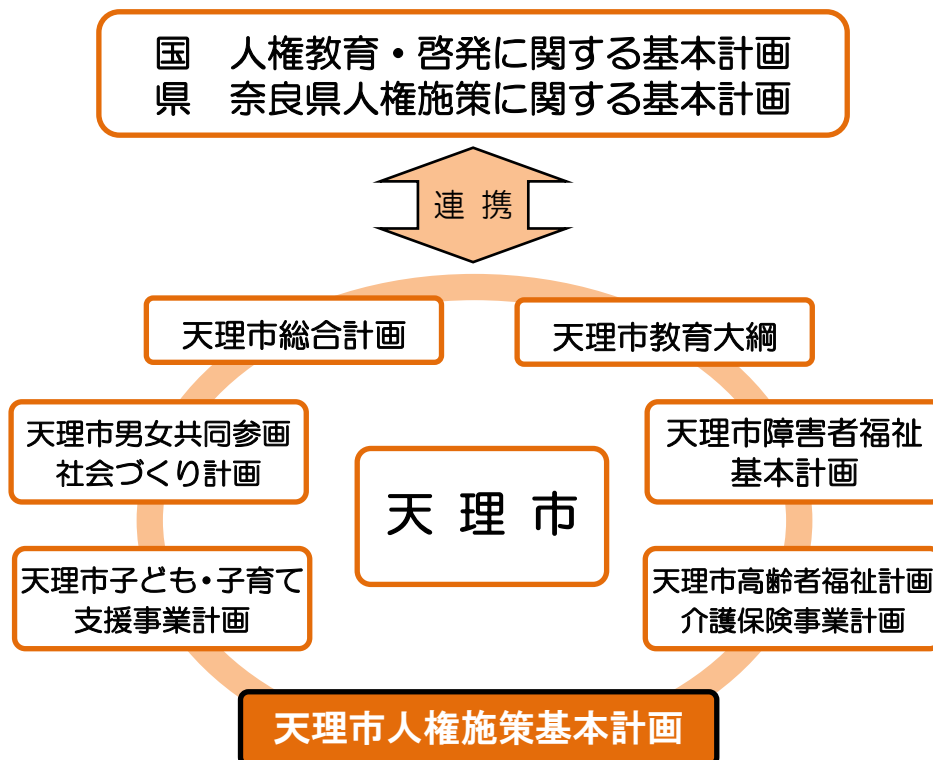 国　人権教育・啓発に関する基本計画
県　奈良県人権施策に関する基本計画
連 携
天理市総合計画
天理市教育大綱
天理市男女共同参画
社会づくり計画
天理市障害者福祉
基本計画
天 理 市
天理市子ども・子育て
支援事業計画
天理市高齢者福祉計画
介護保険事業計画
天理市人権施策基本計画